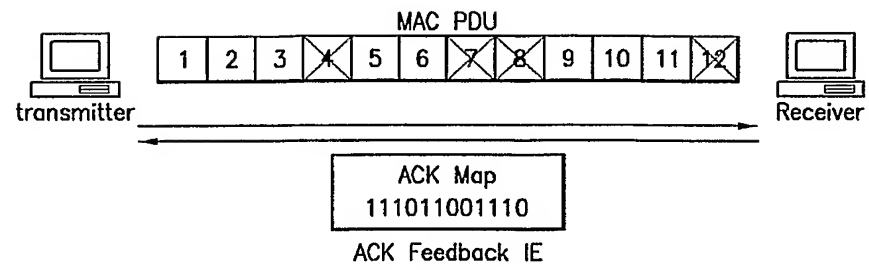 MAC PDU
1 2 3 4 5 6 7 8 9 10 11 12
transmitter
Receiver
ACK Map
111011001110
ACK Feedback IE